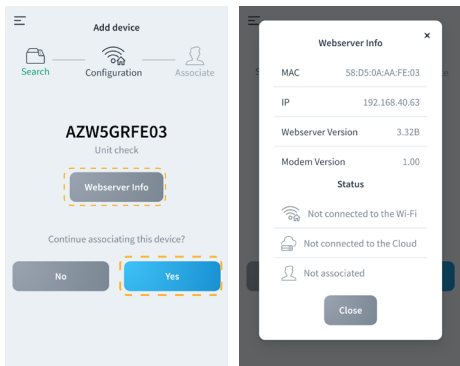 Add device
Search
Configuration
Associate
AZW5GRFE03
Unit check
Webserver Info
Continue associating this device?
No
Yes
Webserver Info
×
MAC 58:D5:0A:AA:FE:03
IP 192.168.40.63
Webserver Version 3.32B
Modem Version 1.00
Status
Not connected to the Wi-Fi
Not connected to the Cloud
Not associated
Close